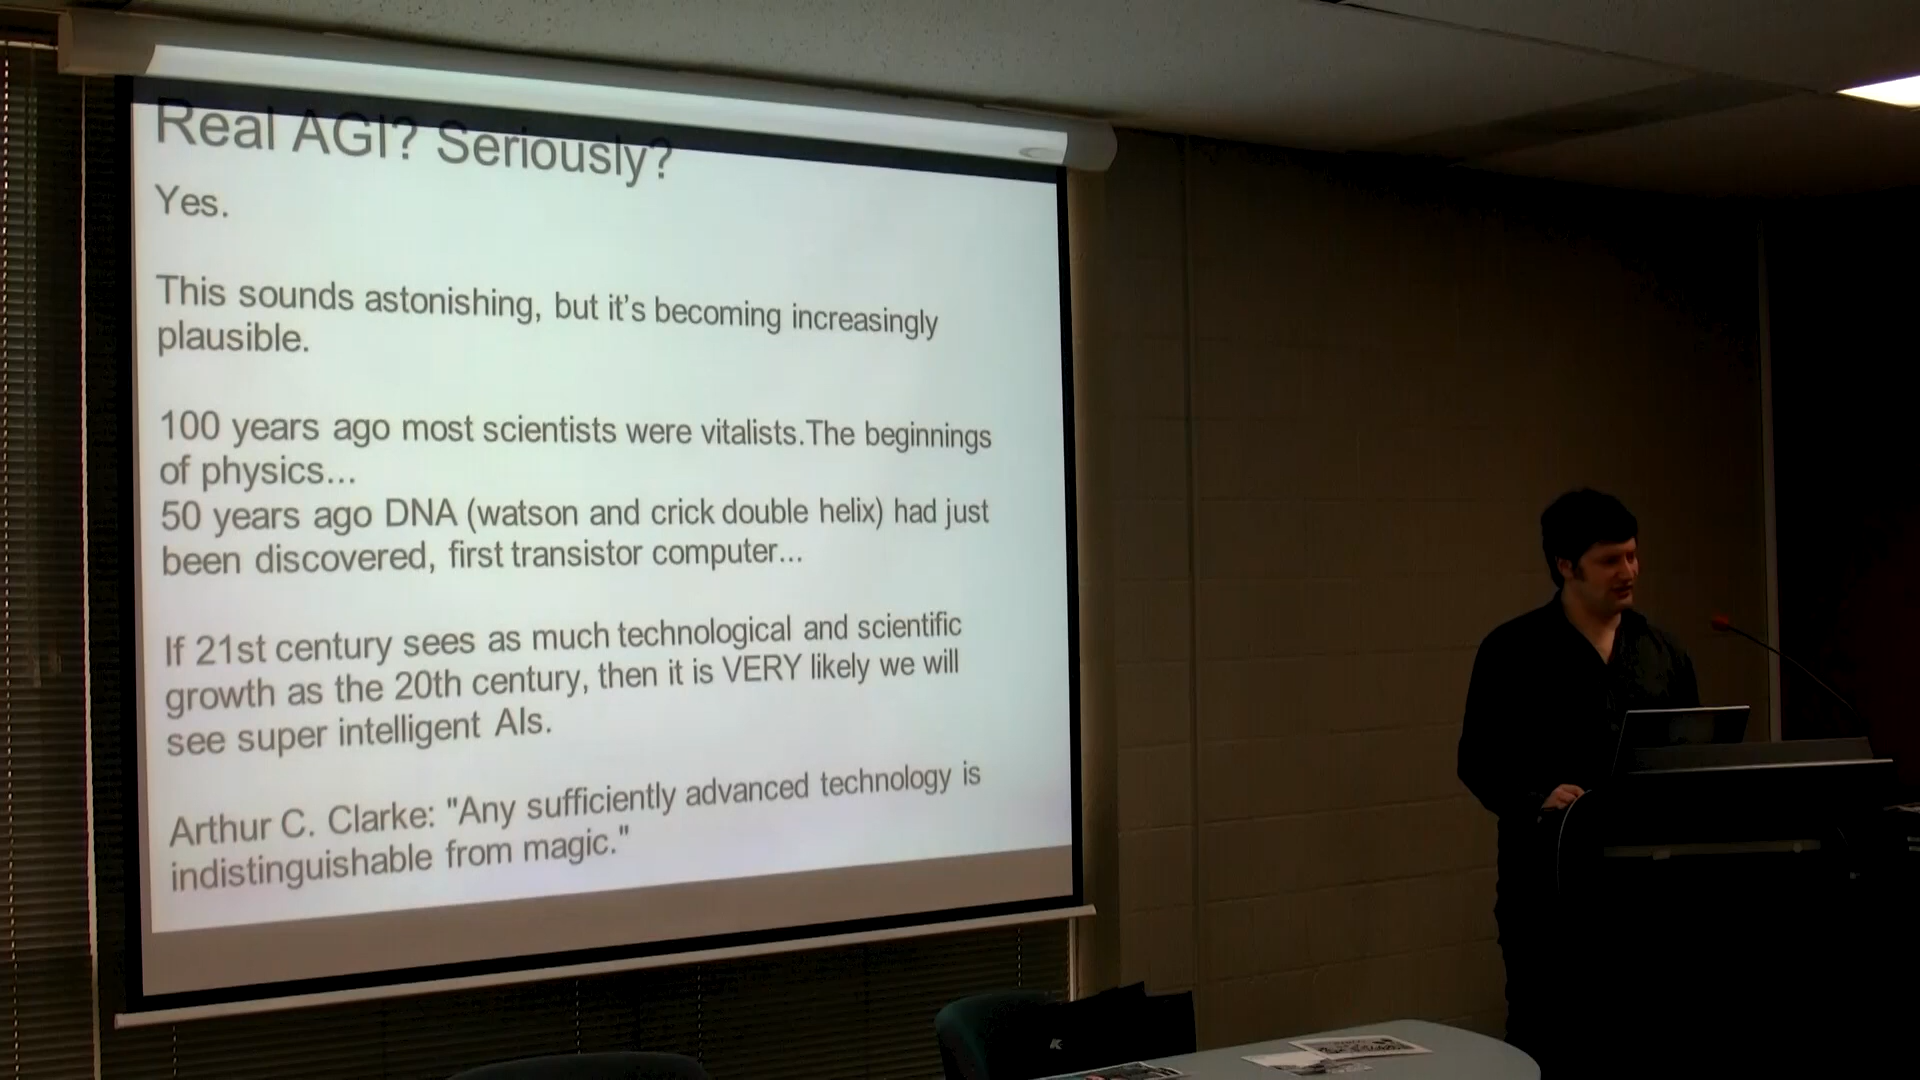 Real AGI? Seriously?
Yes.
This sounds astonishing, but it's becoming increasingly
plausible.
100 years ago most scientists were vitalists.The beginnings
of physics...
50 years ago DNA (watson and crick double helix) had just
been discovered, first transistor computer...
If 21st century sees as much technological and scientific
growth as the 20th century, then it is VERY likely we will
see super intelligent AIs.
Arthur C. Clarke: "Any sufficiently advanced technology is
indistinguishable from magic."
K